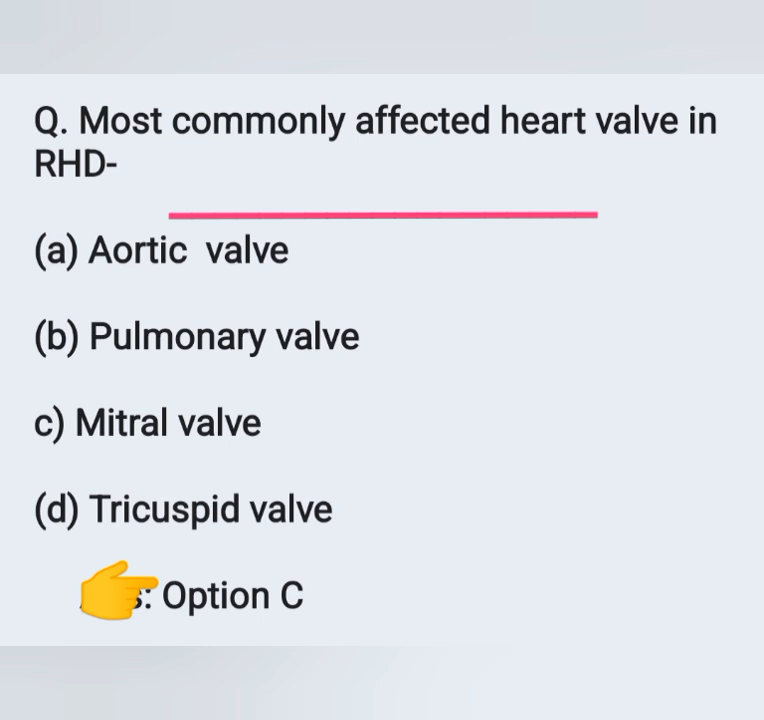 Q. Most commonly affected heart valve in
RHD-
(a) Aortic valve
(b) Pulmonary valve
c) Mitral valve
(d) Tricuspid valve
: Option C